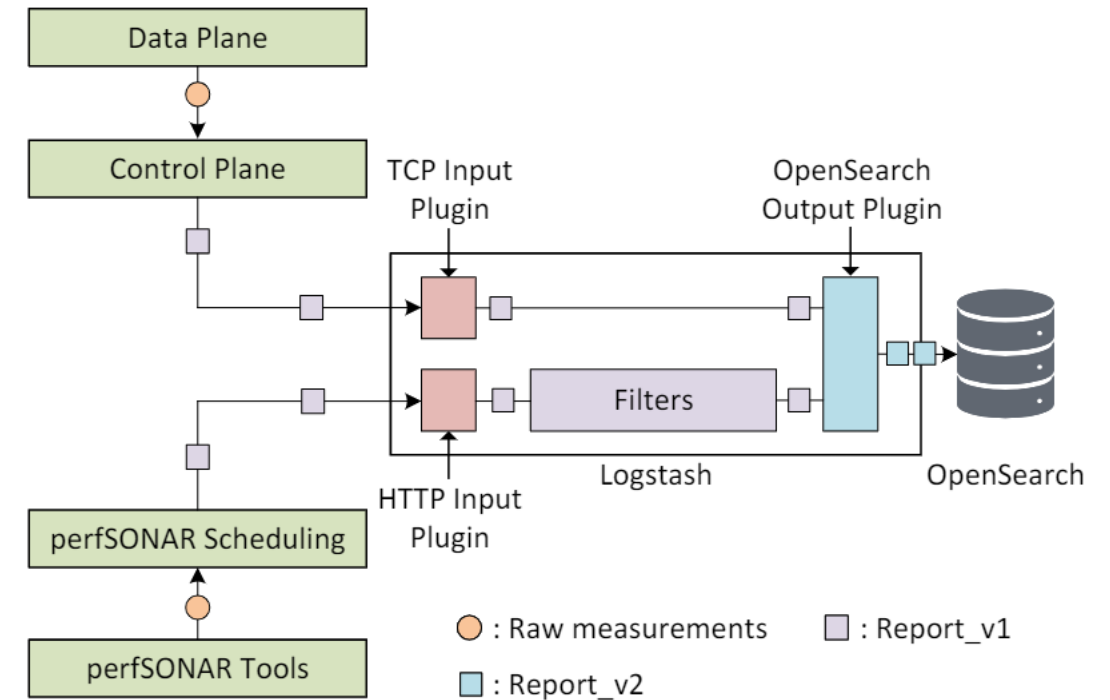 Data Plane
Control Plane
TCP Input
Plugin
OpenSearch
Output Plugin
Filters
Logstash
OpenSearch
HTTP Input
Plugin
perfSONAR Scheduling
perfSONAR Tools
: Raw measurements
: Report_v1
: Report_v2